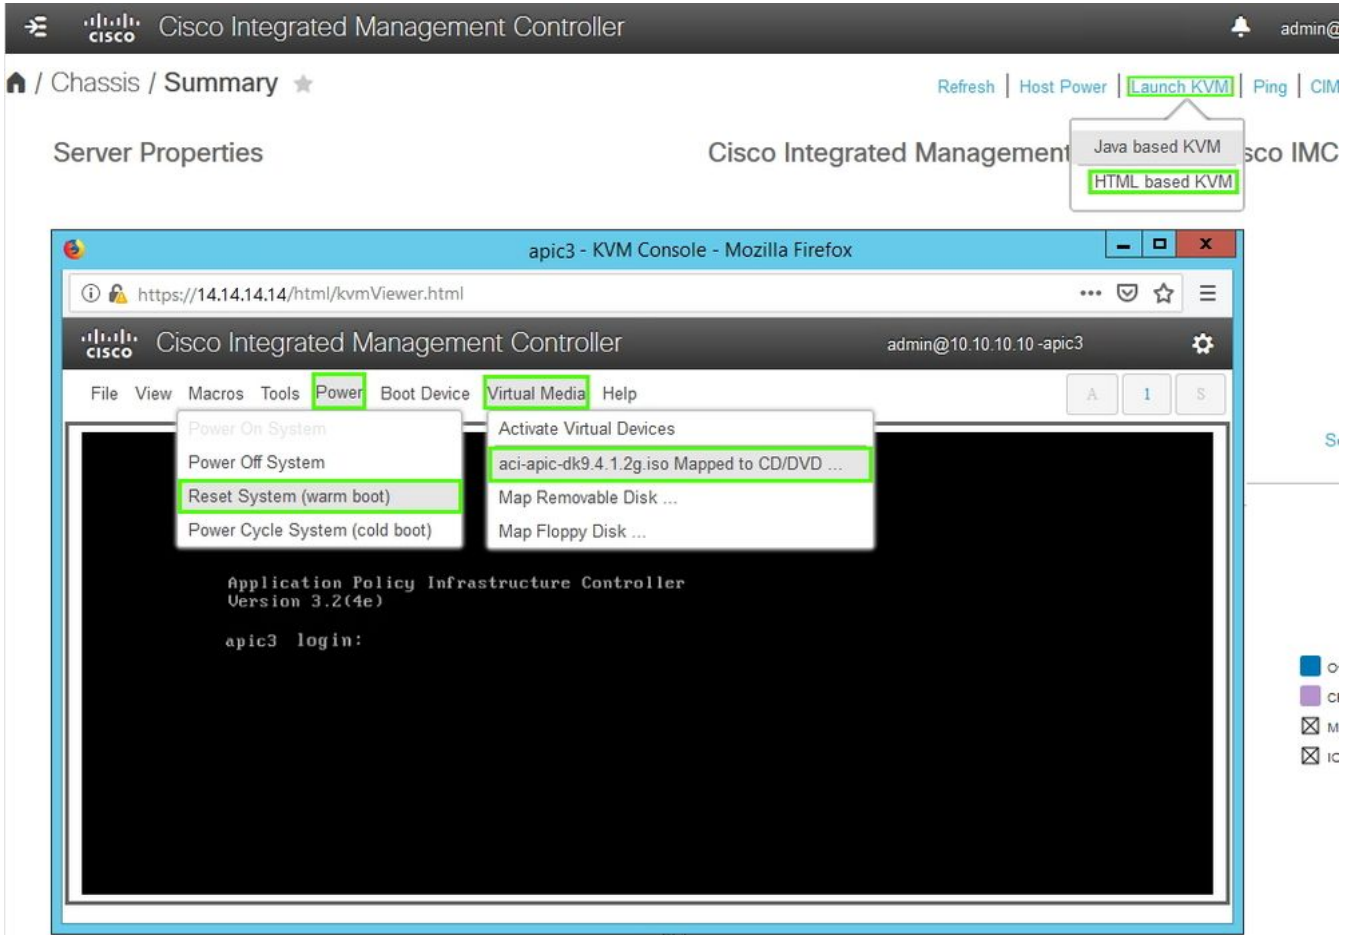 CISCO Cisco Integrated Management Controller admin@
/ Chassis / Summary
Refresh | Host Power | Launch KVM | Ping | CIM
Java based KVM
HTML based KVM
Server Properties
Cisco Integrated Management sco IMC
apic3 - KVM Console - Mozilla Firefox
https://14.14.14.14/html/kvmViewer.html
CISCO Cisco Integrated Management Controller admin@10.10.10.10 -apic3
File View Macros Tools Power Boot Device Virtual Media Help A 1 S
Power On System
Power Off System
Reset System (warm boot)
Power Cycle System (cold boot)
Activate Virtual Devices
aci-apic-dk9.4.1.2g.iso Mapped to CD/DVD ...
Map Removable Disk ...
Map Floppy Disk ...
Application Policy Infrastructure Controller
Version 3.2(4e)
apic3 login: